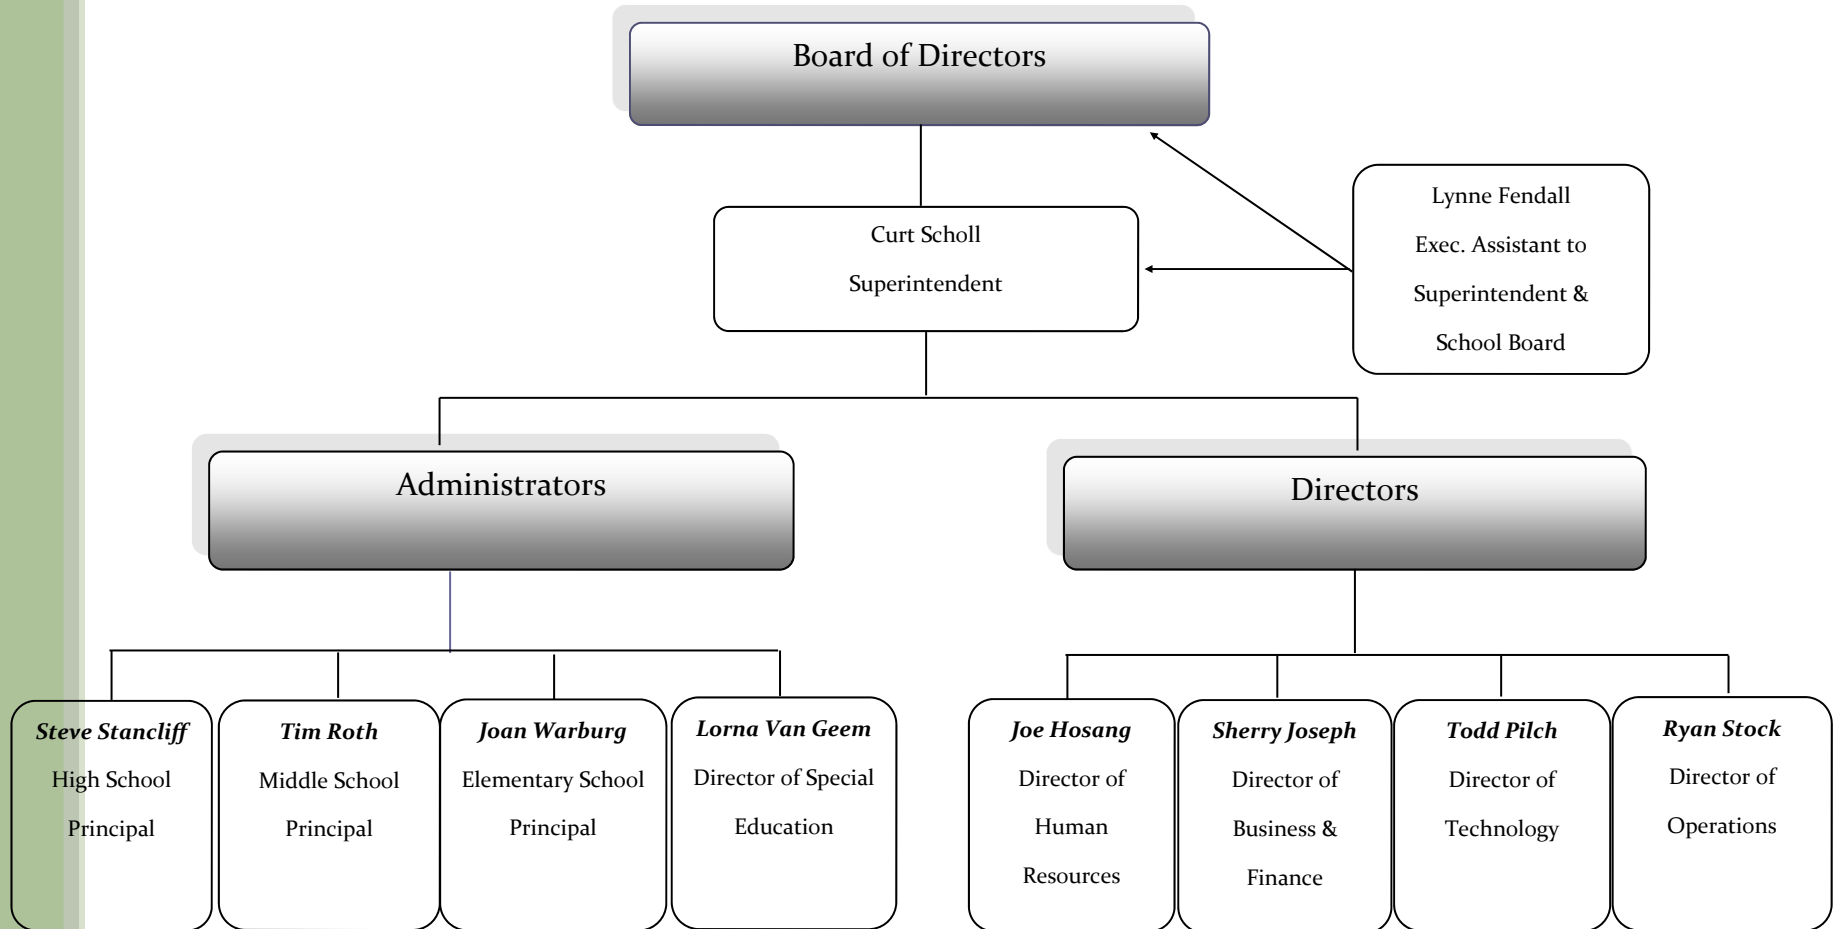 Board of Directors
Lynne Fendall
Exec. Assistant to
Superintendent &
School Board
Curt Scholl
Superintendent
Administrators
Directors
Steve Stancliff
High School
Principal
Tim Roth
Middle School
Principal
Joan Warburg
Elementary School
Principal
Lorna Van Geem
Director of Special
Education
Joe Hosang
Director of
Human
Resources
Sherry Joseph
Director of
Business &
Finance
Todd Pilch
Director of
Technology
Ryan Stock
Director of
Operations